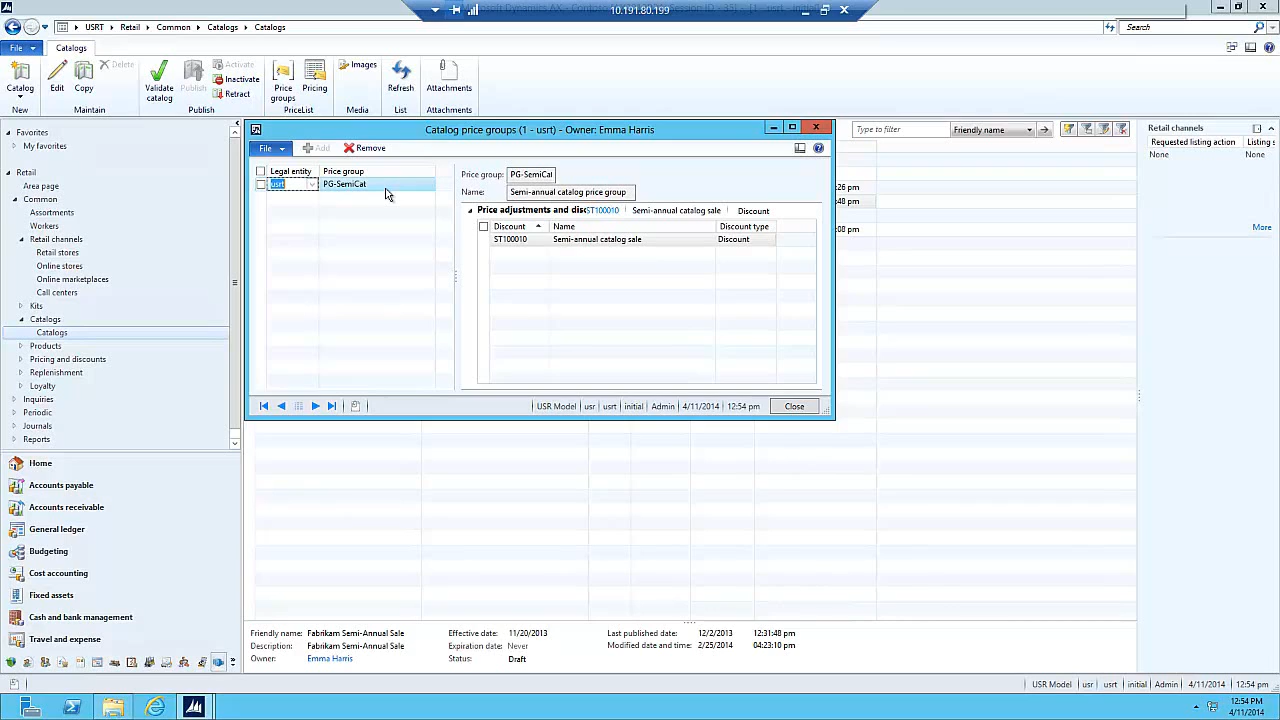 10.191.80.199
USRT Retail Common Catalogs Catalogs
Search
File Catalogs
Catalog
New
Edit
Copy
Delete
Maintain
Validate catalog
Publish
Activate
Inactivate
Retract
Publish
Price groups
Pricing
PriceList
Images
Media
Refresh
List
Attachments
Attachments
Favorites
My favorites
Retail
Area page
Common
Assortments
Workers
Retail channels
Retail stores
Online stores
Online marketplaces
Call centers
Kits
Catalogs
Catalogs
Products
Pricing and discounts
Replenishment
Loyalty
Inquiries
Periodic
Journals
Reports
Home
Accounts payable
Accounts receivable
General ledger
Budgeting
Cost accounting
Fixed assets
Cash and bank management
Travel and expense
Catalog price groups (1 - usrt) - Owner: Emma Harris
File Add Remove
Legal entity Price group
usrt PG-SemiCat
Price group: PG-SemiCat
Name: Semi-annual catalog price group
Price adjustments and disc ST100010 Semi-annual catalog sale Discount
Discount Name Discount type
ST100010 Semi-annual catalog sale Discount
USR Model usr usrt initial Admin 4/11/2014 12:54 pm Close
Type to filter Friendly name
26 pm
48 pm
08 pm
Retail channels
Requested listing action Listing s
None None
More
Friendly name: Fabrikam Semi-Annual Sale Effective date: 11/20/2013 Last published date: 12/2/2013 12:31:48 pm
Description: Fabrikam Semi-Annual Sale Expiration date: Never Modified date and time: 2/25/2014 04:23:10 pm
Owner: Emma Harris Status: Draft
USR Model usr usrt initial Admin 4/11/2014 12:54 pm
12:54 PM
4/11/2014